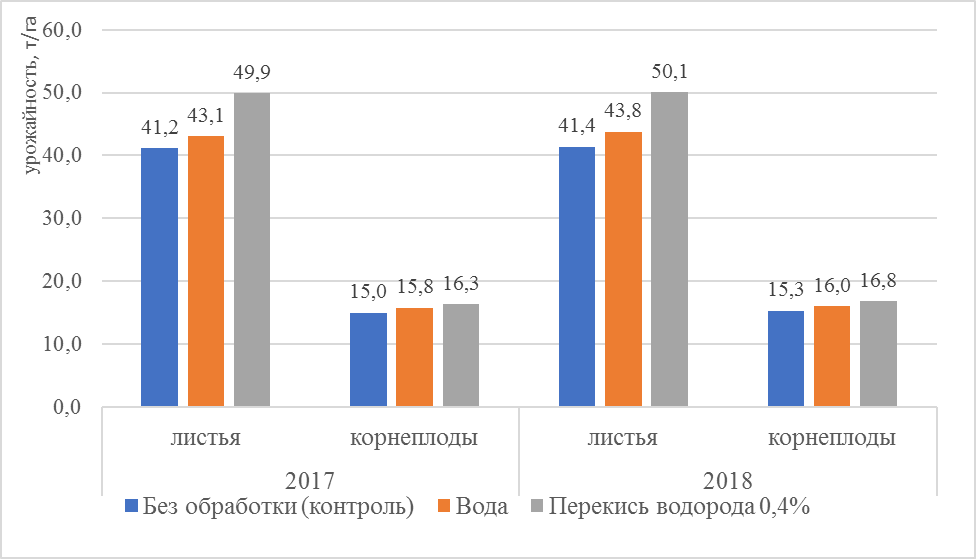 урожайность, т/га
60,0
50,0
40,0
30,0
20,0
10,0
0,0
41,2 43,1 49,9
15,0 15,8 16,3
41,4 43,8 50,1
15,3 16,0 16,8
листья корнеплоды листья корнеплоды
2017 2018
Без обработки (контроль) Вода Перекись водорода 0,4%